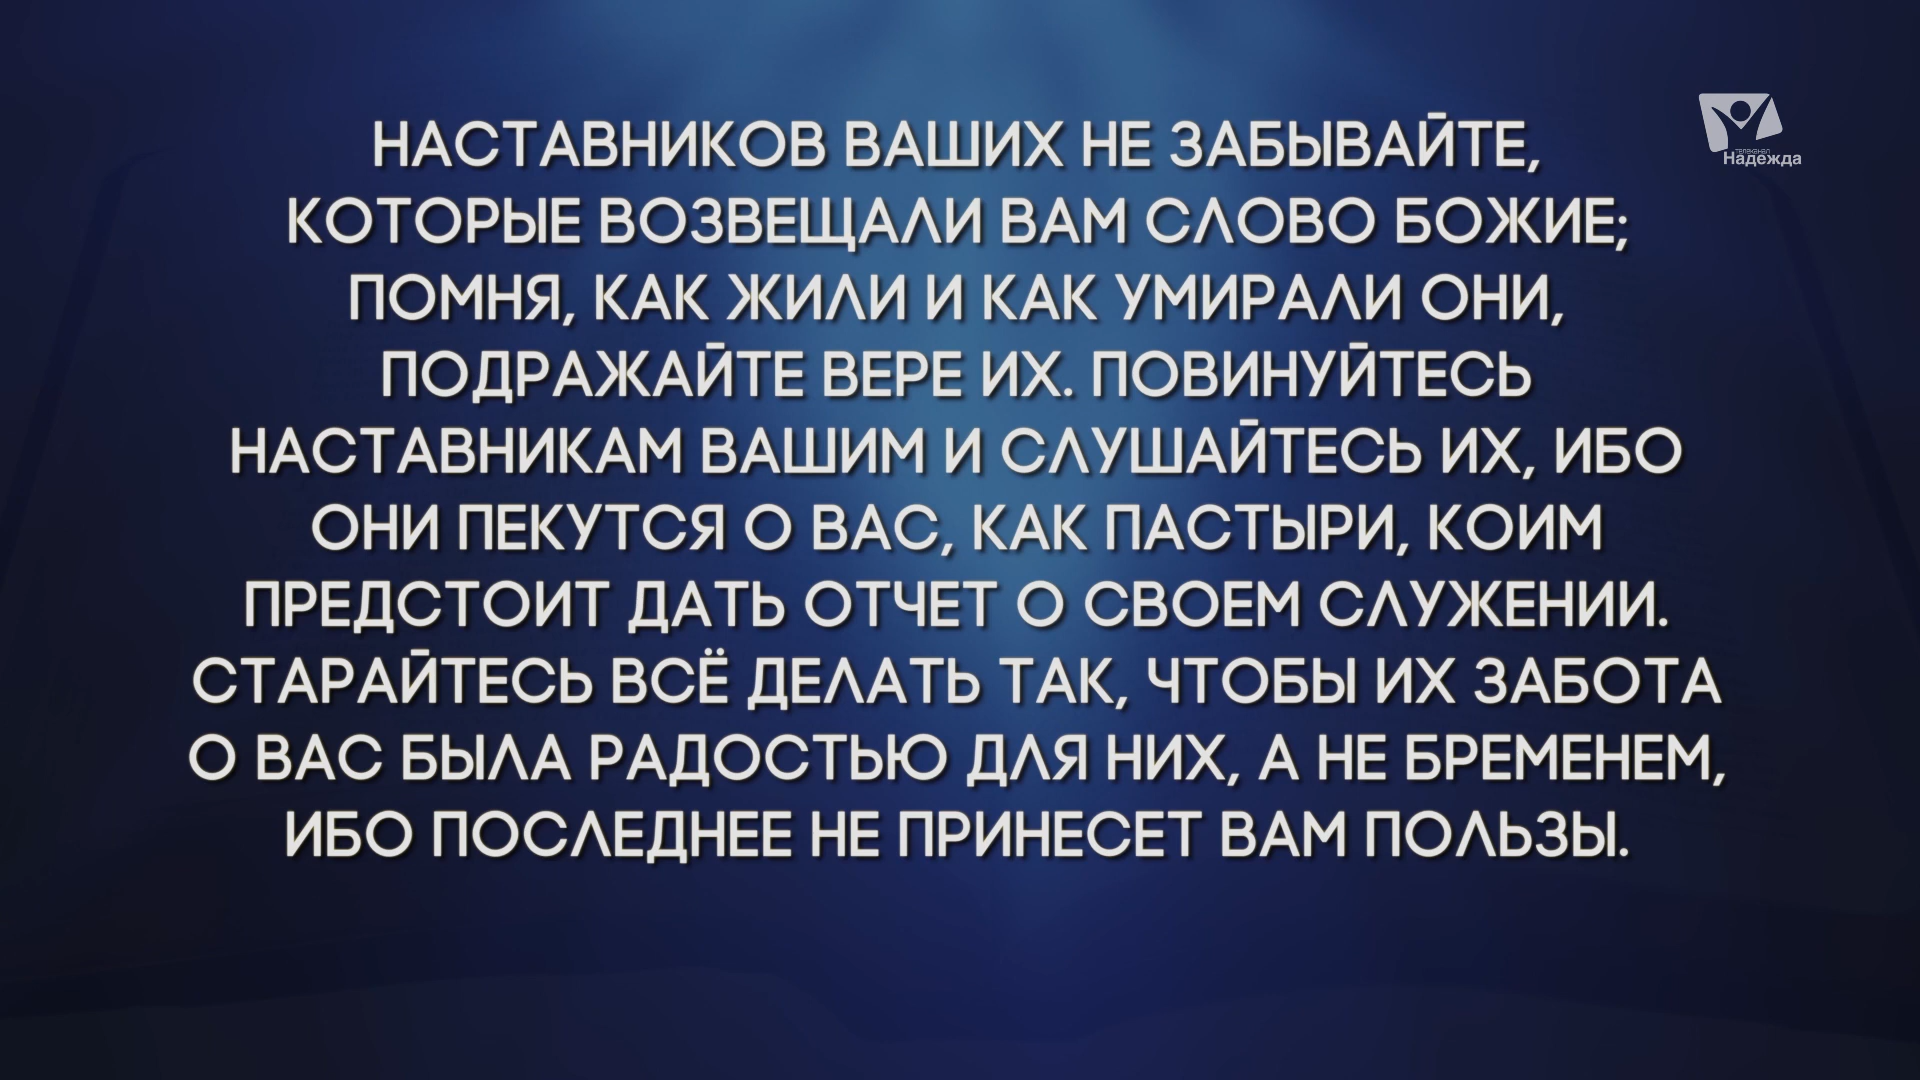 НАСТАВНИКОВ ВАШИХ НЕ ЗАБЫВАЙТЕ,
КОТОРЫЕ ВОЗВЕЩАЛИ ВАМ СЛОВО БОЖИЕ;
ПОМНЯ, КАК ЖИЛИ И КАК УМИРАЛИ ОНИ,
ПОДРАЖАЙТЕ ВЕРЕ ИХ. ПОВИНУЙТЕСЬ
НАСТАВНИКАМ ВАШИМ И СЛУШАЙТЕСЬ ИХ, ИБО
ОНИ ПЕКУТСЯ О ВАС, КАК ПАСТЫРИ, КОИМ
ПРЕДСТОИТ ДАТЬ ОТЧЕТ О СВОЕМ СЛУЖЕНИИ.
СТАРАЙТЕСЬ ВСЁ ДЕЛАТЬ ТАК, ЧТОБЫ ИХ ЗАБОТА
О ВАС БЫЛА РАДОСТЬЮ ДЛЯ НИХ, А НЕ БРЕМЕНЕМ,
ИБО ПОСЛЕДНЕЕ НЕ ПРИНЕСЕТ ВАМ ПОЛЬЗЫ.
ТЕЛЕКАНАЛ
Надежда